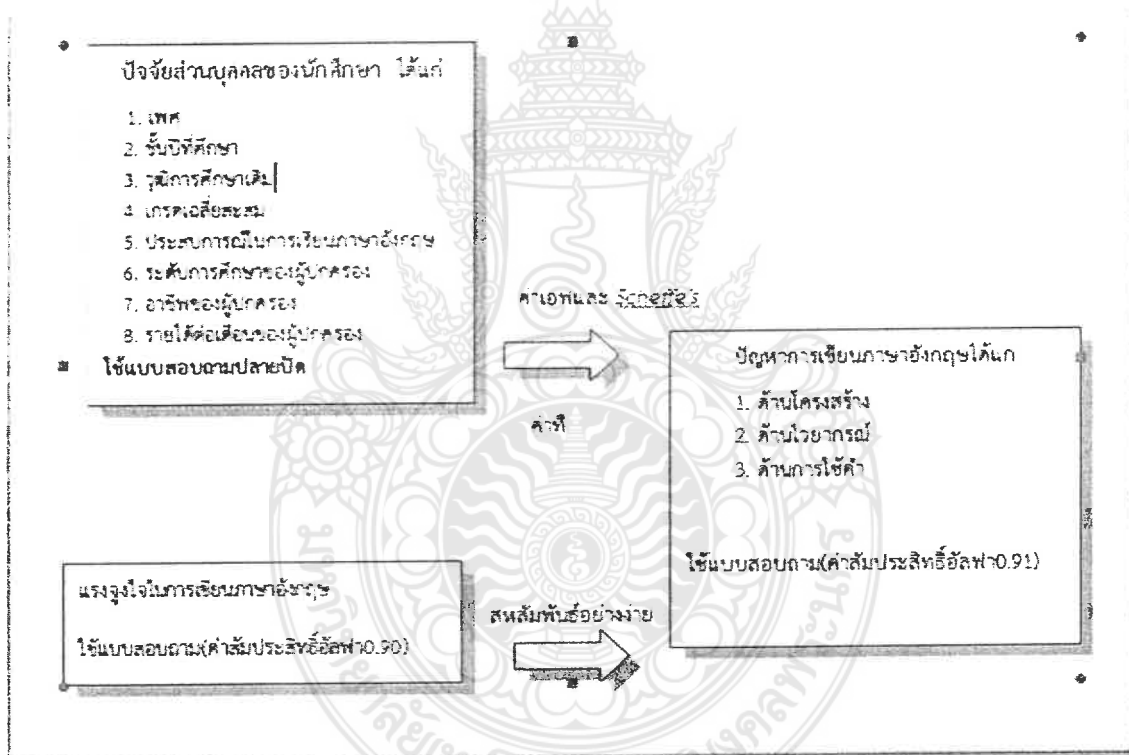 ปัจจัยส่วนบุคคลของนักศึกษา ได้แก่
1. เพศ
2. ชั้นปีที่ศึกษา
3. วุฒิการศึกษาเดิม
4. เกรดเฉลี่ยสะสม
5. ประสบการณ์ในการเรียนภาษาอังกฤษ
6. ระดับการศึกษาของผู้ปกครอง
7. อาชีพของผู้ปกครอง
8. รายได้ต่อเดือนของผู้ปกครอง
ใช้แบบสอบถามปลายปิด
ค่าเอฟและ Scheffe's
ค่าที
ปัญหาการเขียนภาษาอังกฤษได้แก่
1. ด้านโครงสร้าง
2. ด้านไวยากรณ์
3. ด้านการใช้คำ
ใช้แบบสอบถาม(ค่าสัมประสิทธิ์อัลฟา0.91)
แรงจูงใจในการเขียนภาษาอังกฤษ
ใช้แบบสอบถาม(ค่าสัมประสิทธิ์อัลฟา0.90)
สหสัมพันธ์อย่างง่าย